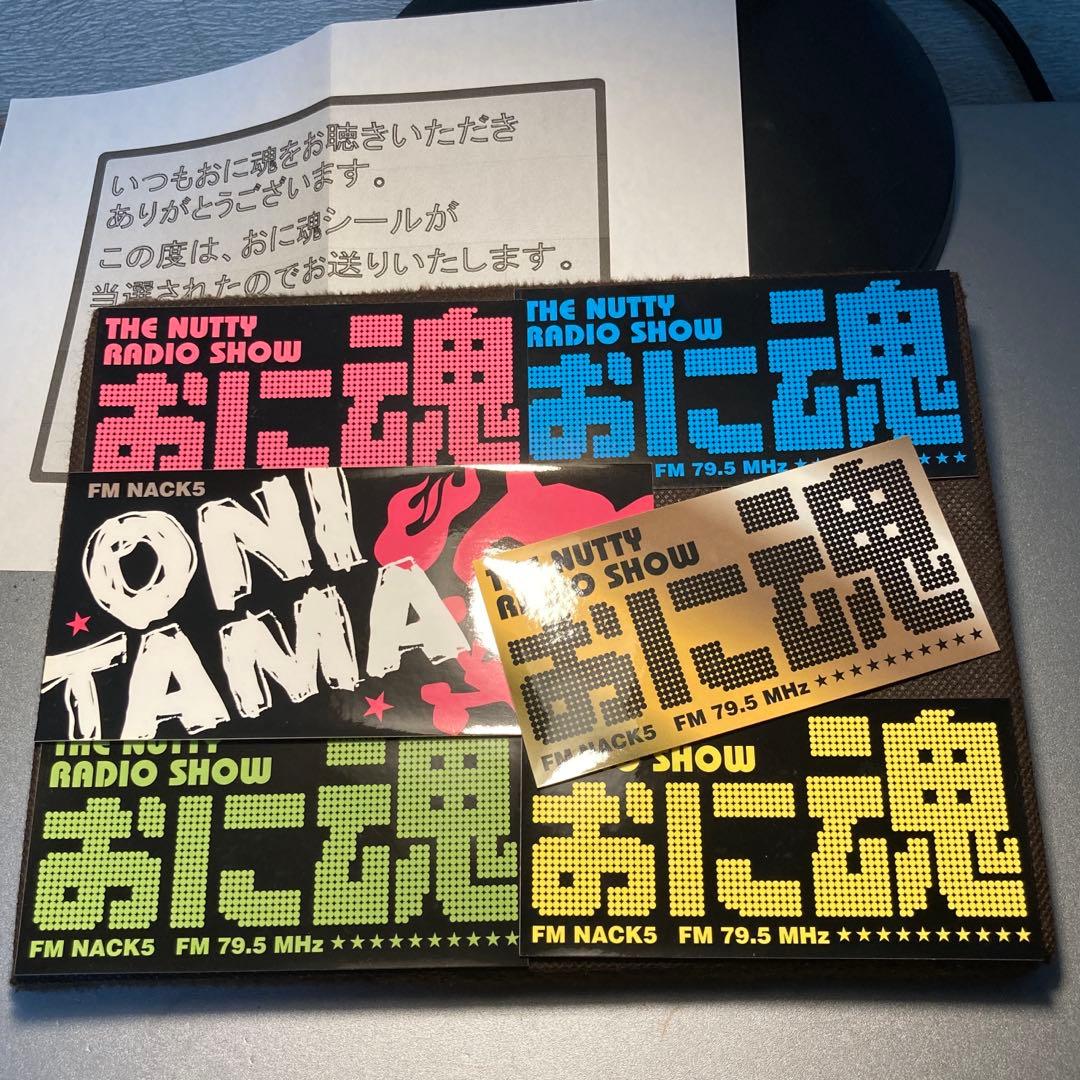 いつもおに魂をお聴きいただき
ありがとうございます。
この度は、おに魂シールが
当選されたのでお送りいたします。
THE NUTTY
RADIO SHOW
おに魂
THE NUTTY
RADIO SHOW
おに魂
FM 79.5 MHz ★★★★★★★★★★
FM NACK5
ONI
TAMA
THE NUTTY
RADIO SHOW
おに魂
FM NACK5 FM 79.5 MHz ★★★★★★★★★★
THE NUTTY
RADIO SHOW
おに魂
FM NACK5 FM 79.5 MHz ★★★★★★★★★★
SHOW
おに魂
FM NACK5 FM 79.5 MHz ★★★★★★★★★★